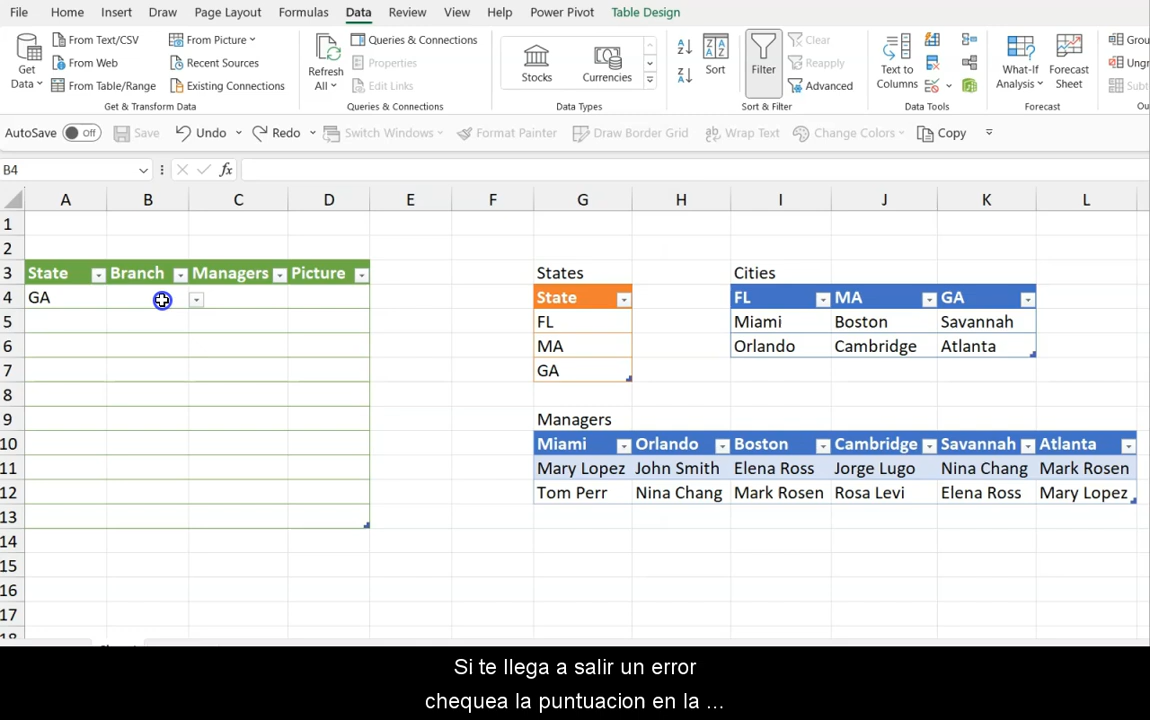 File Home Insert Draw Page Layout Formulas Data Review View Help Power Pivot Table Design
From Text/CSV From Picture Queries & Connections Clear
Get Data From Web Recent Sources Refresh All Properties Stocks Currencies Sort Filter Reapply Text to Columns What-If Analysis Forecast Sheet
From Table/Range Existing Connections Edit Links Advanced
Get & Transform Data Queries & Connections Data Types Sort & Filter Data Tools Forecast
AutoSave Off Save Undo Redo Switch Windows Format Painter Draw Border Grid Wrap Text Change Colors Copy
B4 fx
A B C D E F G H I J K L
1
2
3 State Branch Managers Picture States Cities
4 GA State FL MA GA
5 FL Miami Boston Savannah
6 MA Orlando Cambridge Atlanta
7 GA
8
9 Managers
10 Miami Orlando Boston Cambridge Savannah Atlanta
11 Mary Lopez John Smith Elena Ross Jorge Lugo Nina Chang Mark Rosen
12 Tom Perr Nina Chang Mark Rosen Rosa Levi Elena Ross Mary Lopez
13
14
15
16
17
Si te llega a salir un error
chequea la puntuacion en la ...